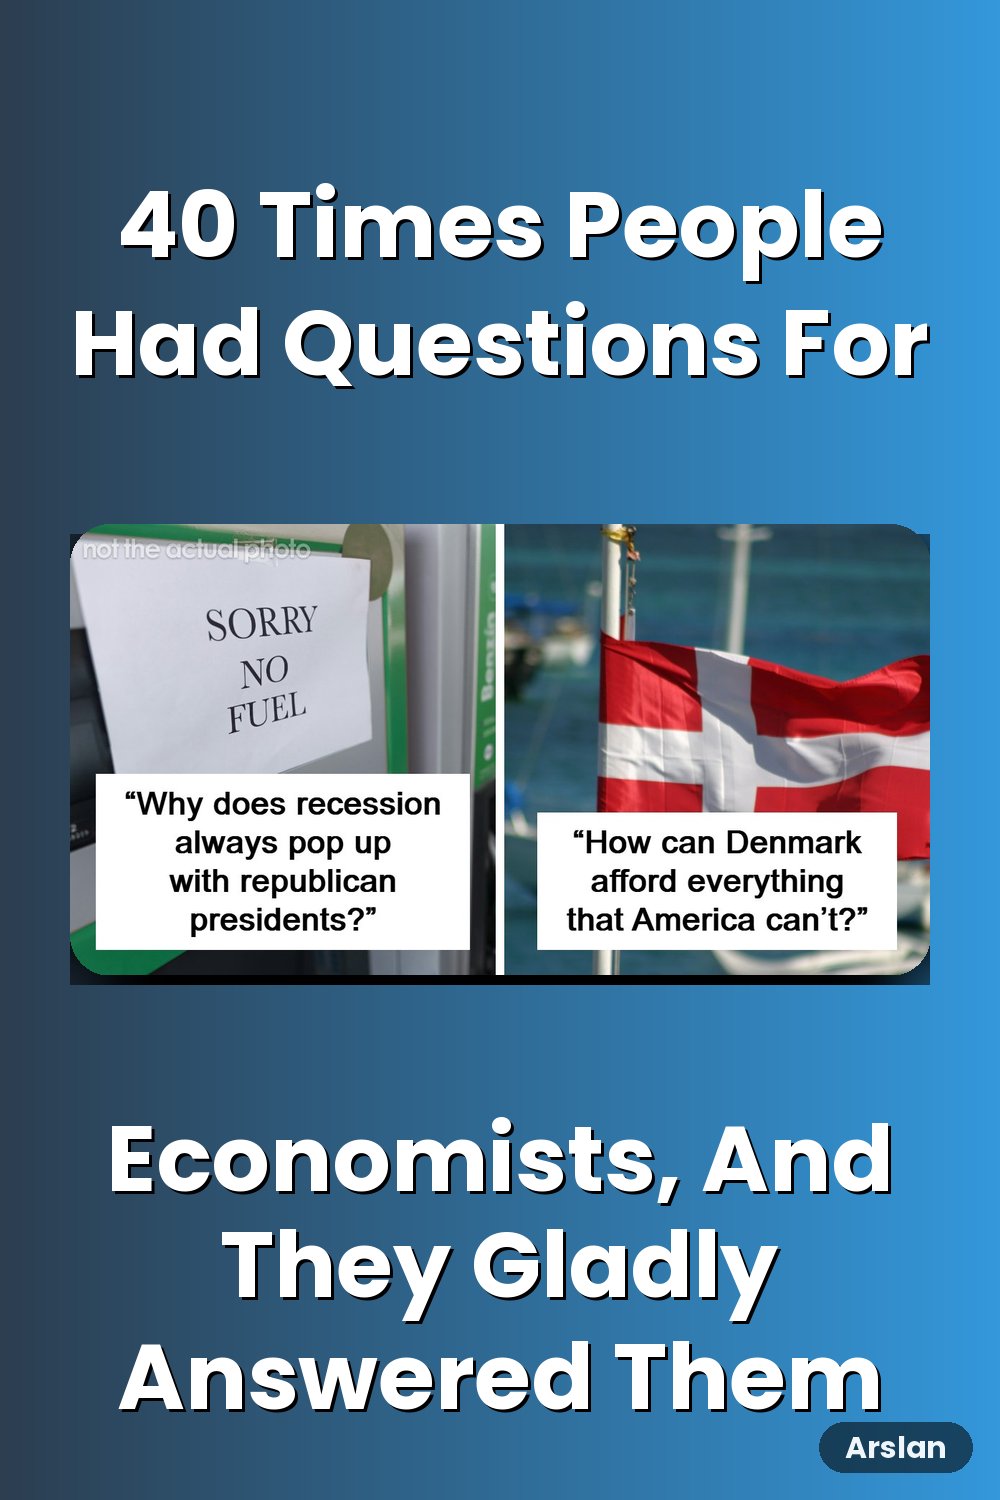 40 Times People
Had Questions For
not the actual photo
SORRY
NO
FUEL
Benzin
“Why does recession
always pop up
with republican
presidents?”
“How can Denmark
afford everything
that America can’t?”
Economists, And
They Gladly
Answered Them
Arslan